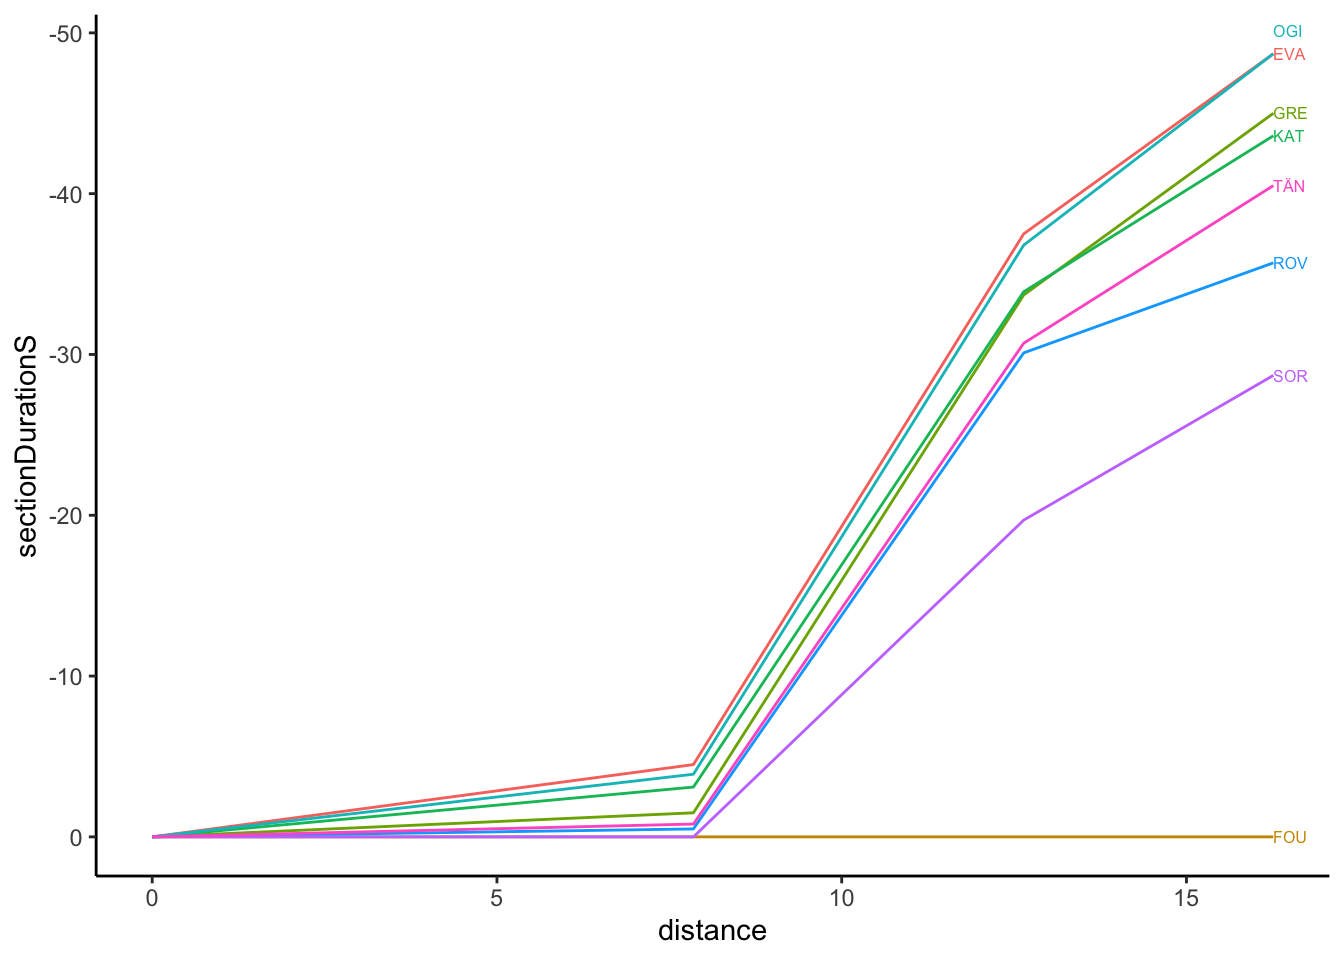 -50
-40
-30
-20
-10
0
sectionDurationS
OGI
EVA
GRE
KAT
TÄN
ROV
SOR
FOU
0 5 10 15
distance